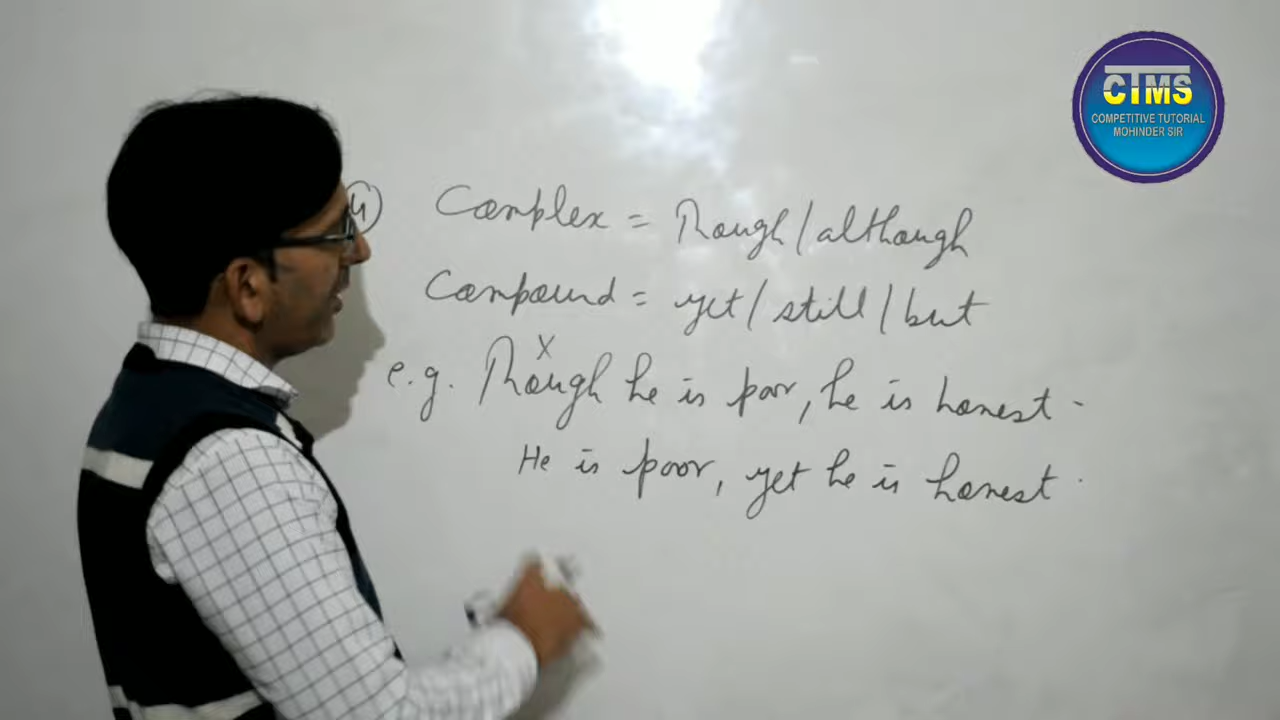 4) Complex = Though/although
Compound = yet/still/but
x
e.g. Though he is poor, he is honest.
He is poor, yet he is honest.
CTMS
COMPETITIVE TUTORIAL
MOHINDER SIR